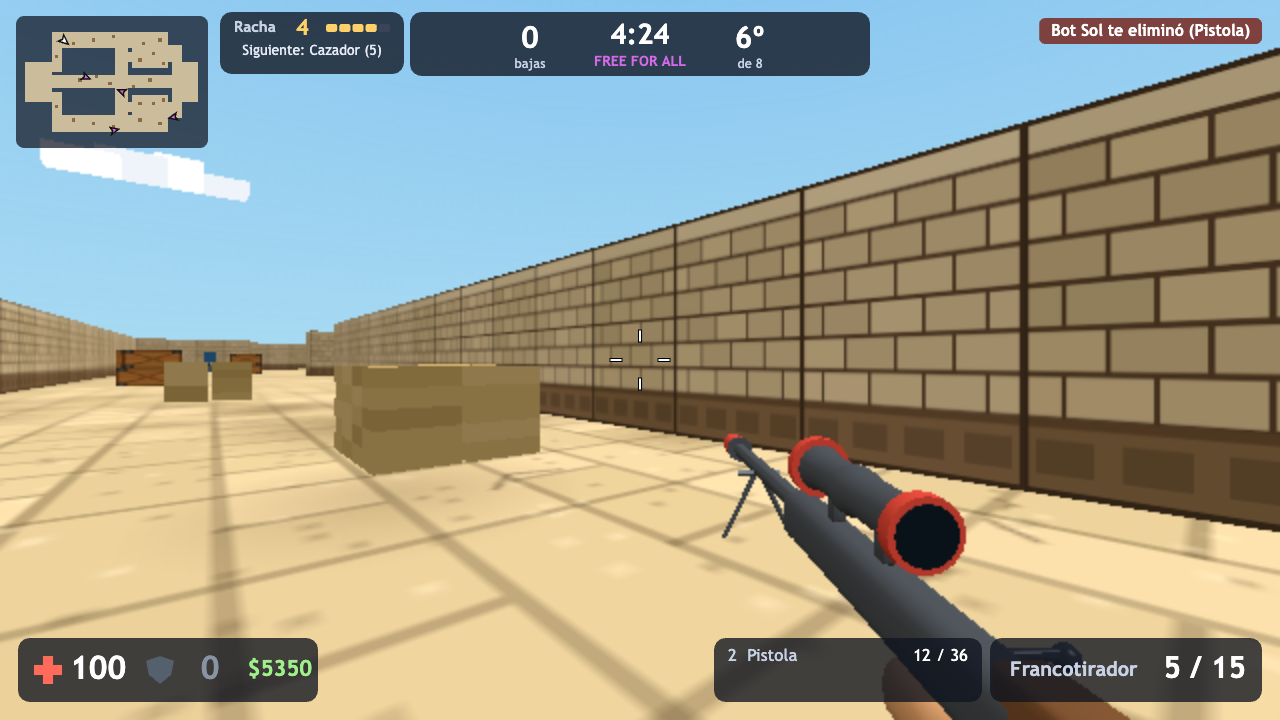 Racha 4
Siguiente: Cazador (5)
0
bajas
4:24
FREE FOR ALL
6º
de 8
Bot Sol te eliminó (Pistola)
100
0
$5350
2 Pistola
12 / 36
Francotirador
5 / 15